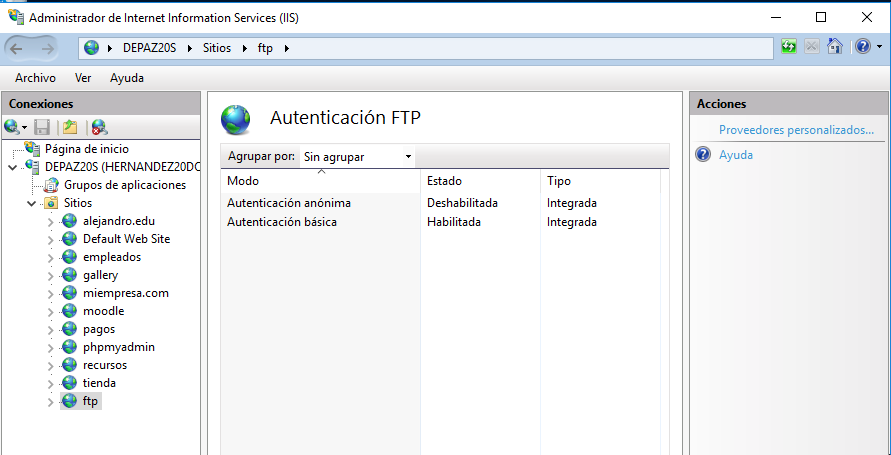 Administrador de Internet Information Services (IIS)
DEPAZ20S
Sitios
ftp
Archivo Ver Ayuda
Conexiones
Página de inicio
DEPAZ20S (HERNANDEZ20DC
Grupos de aplicaciones
Sitios
alejandro.edu
Default Web Site
empleados
gallery
miempresa.com
moodle
pagos
phpmyadmin
recursos
tienda
ftp
Autenticación FTP
Agrupar por: Sin agrupar
Modo Estado Tipo
Autenticación anónima Deshabilitada Integrada
Autenticación básica Habilitada Integrada
Acciones
Proveedores personalizados...
Ayuda